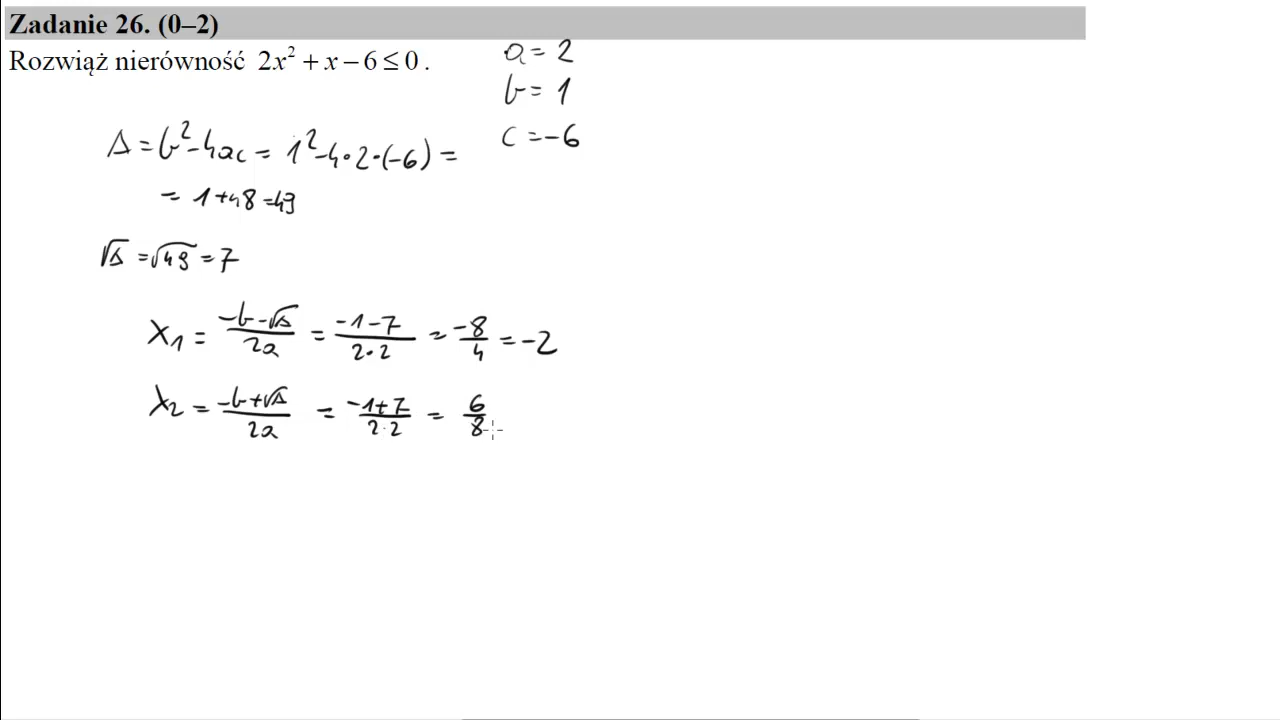 Zadanie 26. (0–2)
Rozwiąż nierówność 2x² + x − 6 ≤ 0 .
a = 2
b = 1
c = −6
Δ = b² − 4ac = 1² − 4·2·(−6) =
= 1 + 48 = 49
√Δ = √49 = 7
x₁ = (−b − √Δ)/(2a) = (−1 − 7)/(2·2) = −8/4 = −2
x₂ = (−b + √Δ)/(2a) = (−1 + 7)/(2·2) = 6/8